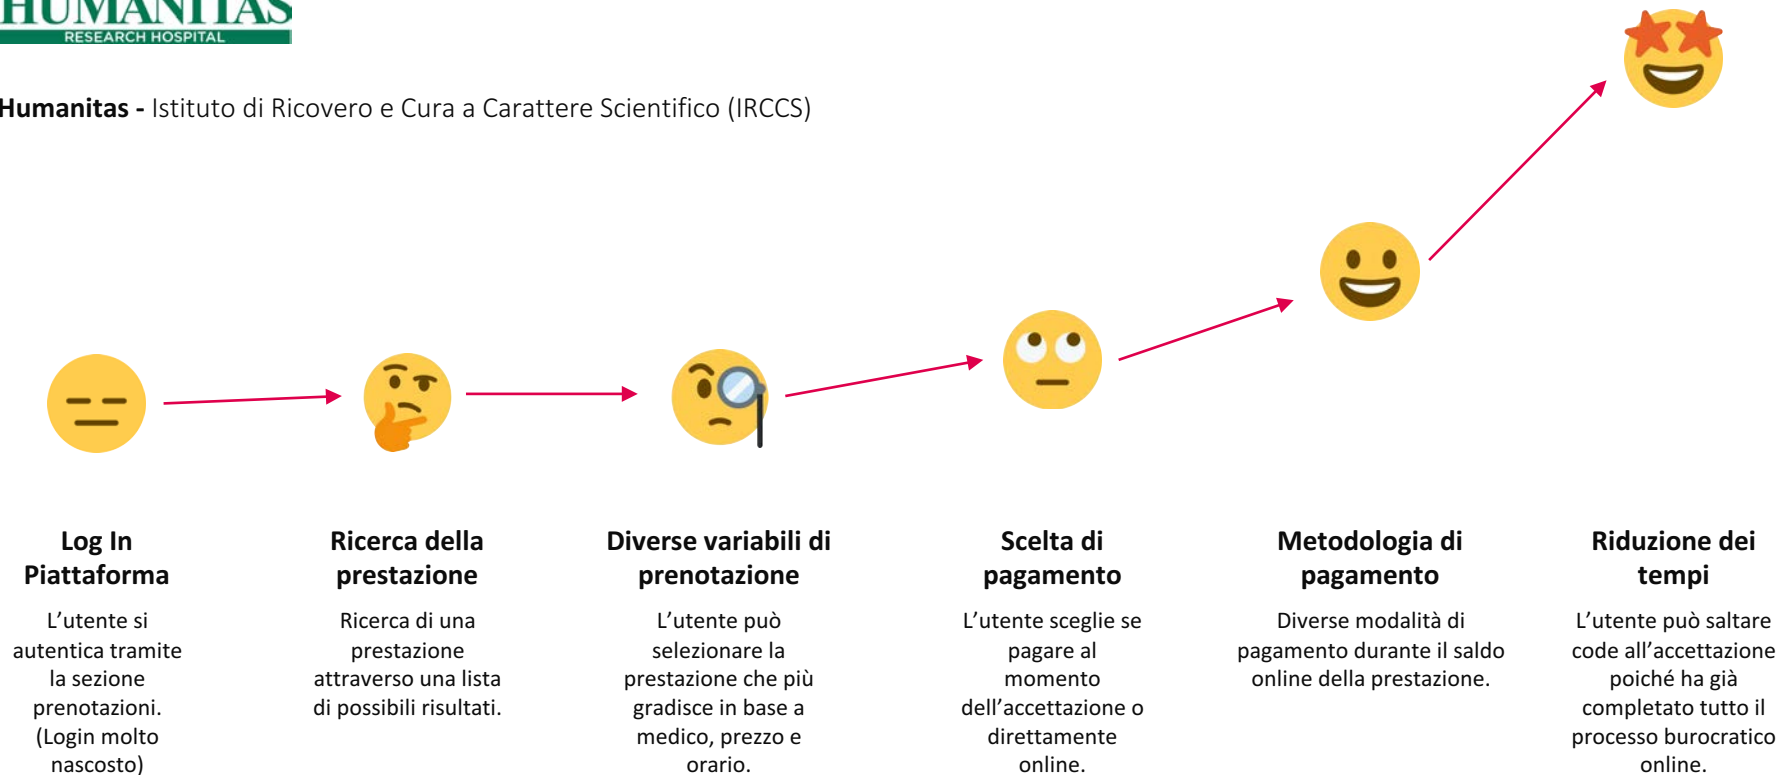 HUMANITAS
RESEARCH HOSPITAL
Humanitas - Istituto di Ricovero e Cura a Carattere Scientifico (IRCCS)
Log In
Piattaforma
L'utente si
autentica tramite
la sezione
prenotazioni.
(Login molto
nascosto)
Ricerca della
prestazione
Ricerca di una
prestazione
attraverso una lista
di possibili risultati.
Diverse variabili di
prenotazione
L'utente può
selezionare la
prestazione che più
gradisce in base a
medico, prezzo e
orario.
Scelta di
pagamento
L'utente sceglie se
pagare al
momento
dell'accettazione o
direttamente
online.
Metodologia di
pagamento
Diverse modalità di
pagamento durante il saldo
online della prestazione.
Riduzione dei
tempi
L'utente può saltare
code all'accettazione
poiché ha già
completato tutto il
processo burocratico
online.